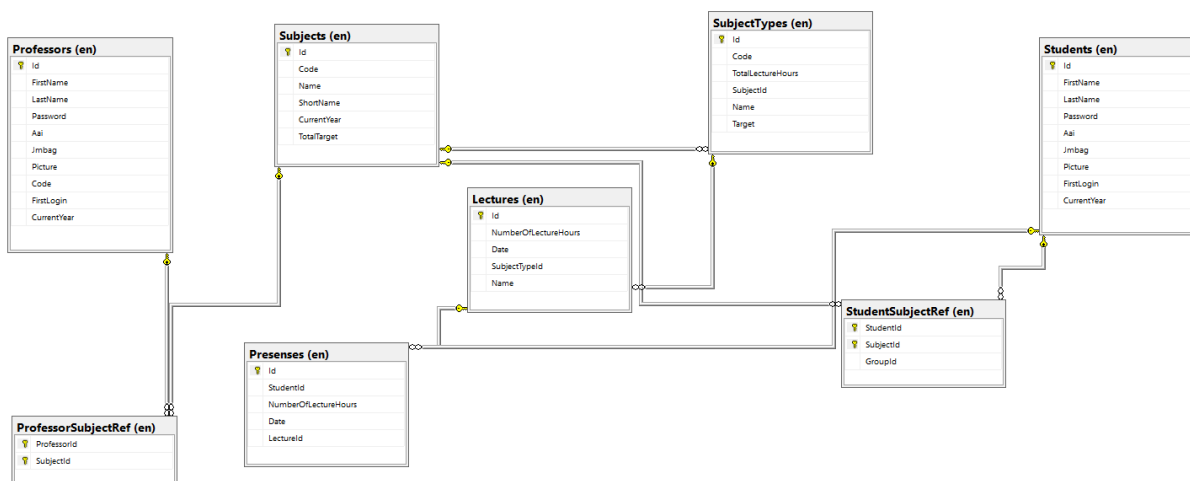 Professors (en)
Id
FirstName
LastName
Password
Aai
Jmbag
Picture
Code
FirstLogin
CurrentYear
Subjects (en)
Id
Code
Name
ShortName
CurrentYear
TotalTarget
SubjectTypes (en)
Id
Code
TotalLectureHours
SubjectId
Name
Target
Students (en)
Id
FirstName
LastName
Password
Aai
Jmbag
Picture
FirstLogin
CurrentYear
Lectures (en)
Id
NumberOfLectureHours
Date
SubjectTypeId
Name
StudentSubjectRef (en)
StudentId
SubjectId
GroupId
Presenses (en)
Id
StudentId
NumberOfLectureHours
Date
LectureId
ProfessorSubjectRef (en)
ProfessorId
SubjectId